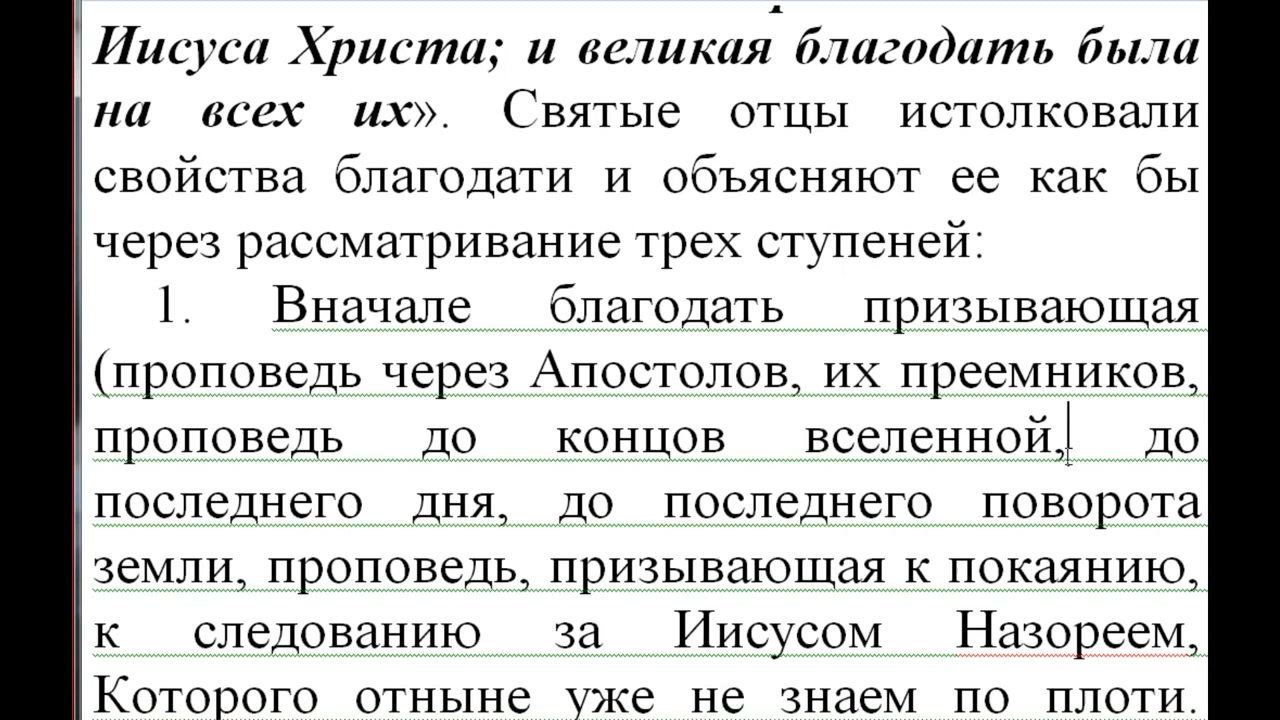 Иисуса Христа; и великая благодать была
на всех их». Святые отцы истолковали
свойства благодати и объясняют ее как бы
через рассматривание трех ступеней:
1. Вначале благодать призывающая
(проповедь через Апостолов, их преемников,
проповедь до концов вселенной, до
последнего дня, до последнего поворота
земли, проповедь, призывающая к покаянию,
к следованию за Иисусом Назореем,
Которого отныне уже не знаем по плоти.